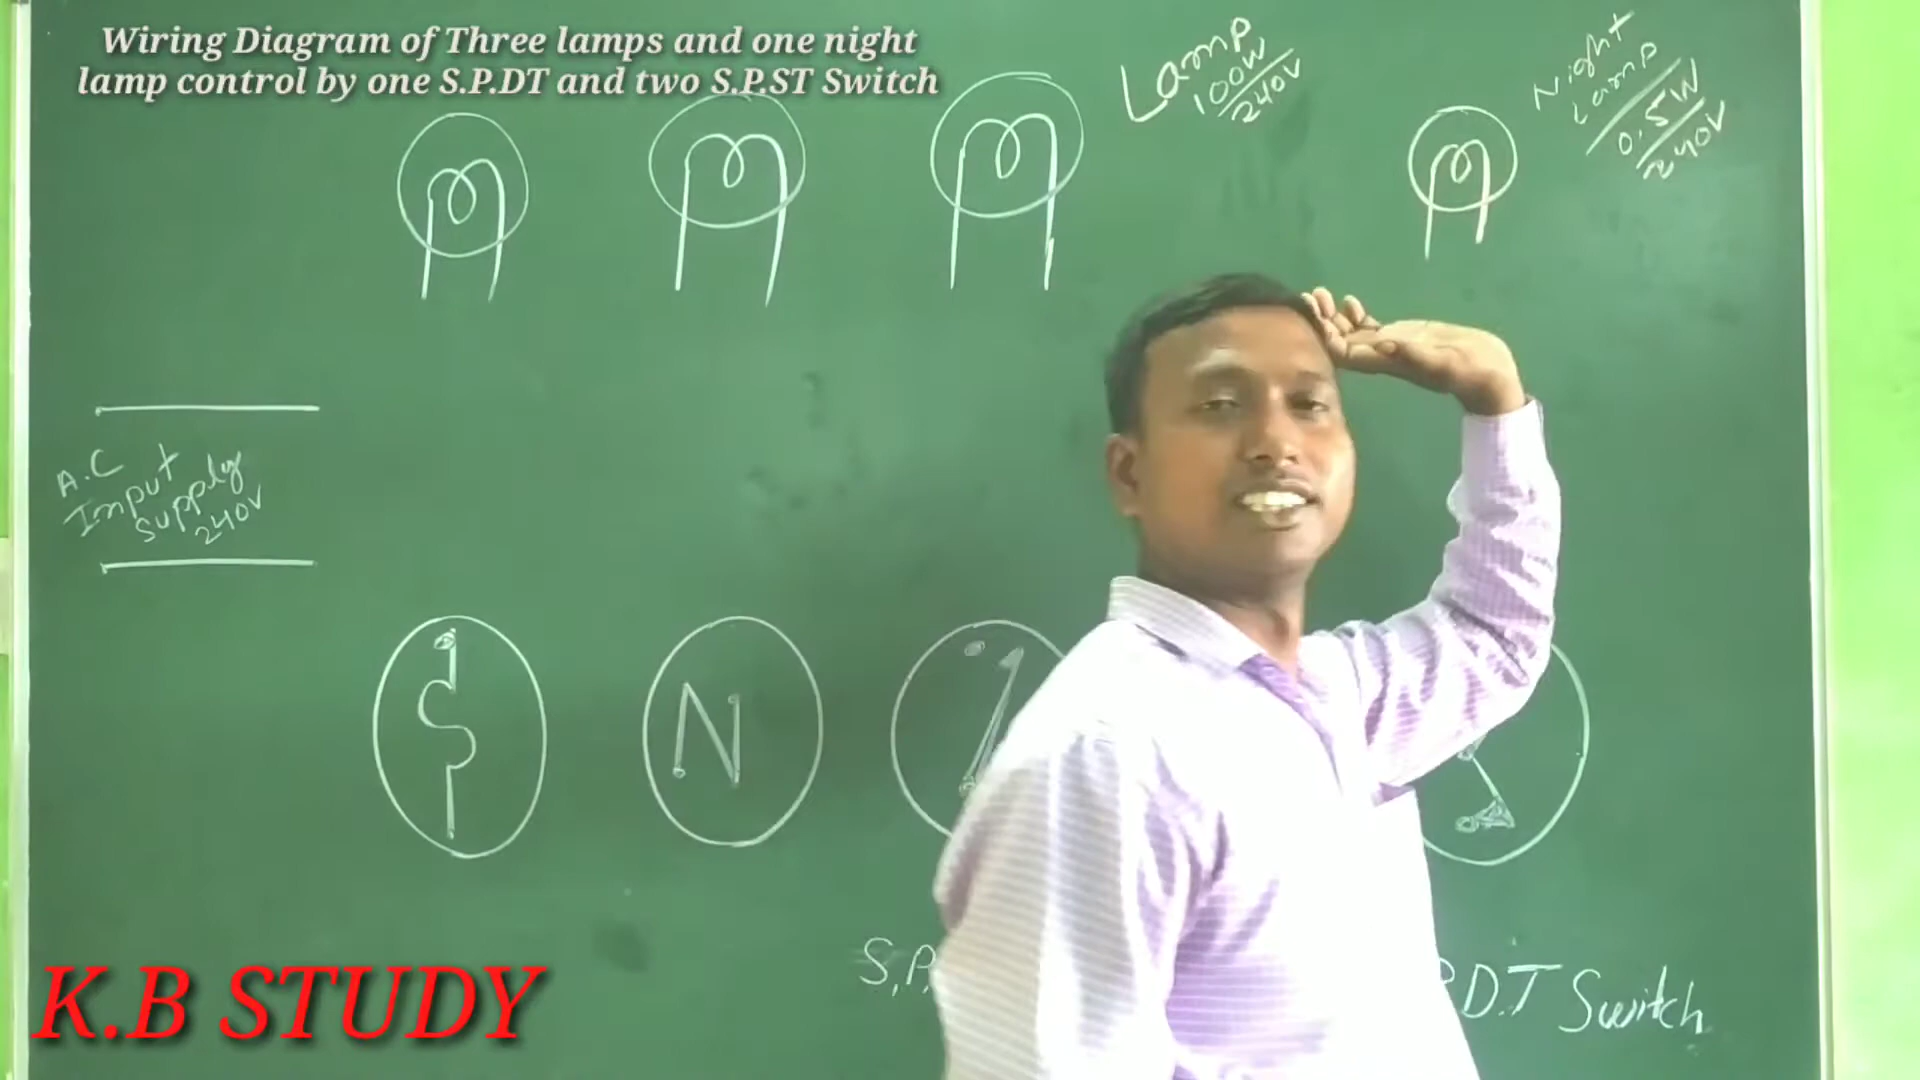 Wiring Diagram of Three lamps and one night
lamp control by one S.P.DT and two S.P.ST Switch
Lamp
100W
240V
Night
Lamp
0.5W
240V
A.C
Input
supply
240V
N
S.P.
P.D.T Switch
K.B STUDY